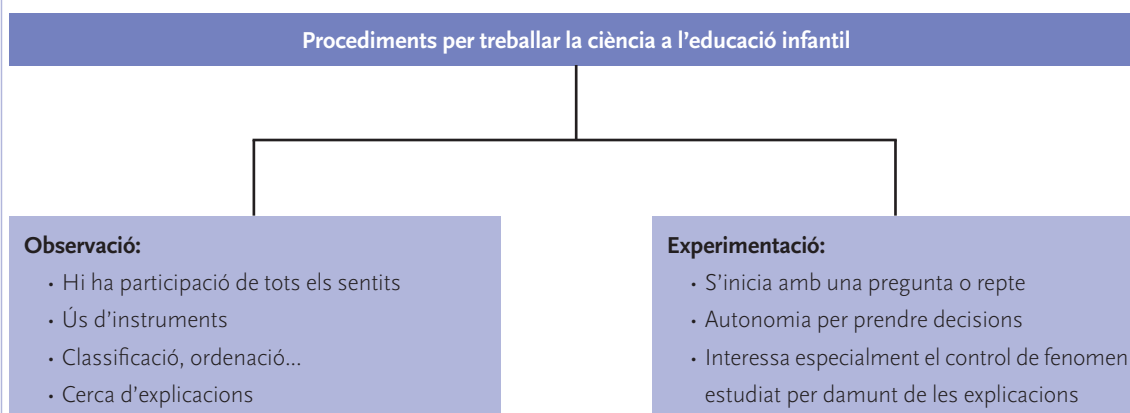 Procediments per treballar la ciència a l’educació infantil
Observació:
• Hi ha participació de tots els sentits
• Ús d’instruments
• Classificació, ordenació...
• Cerca d’explicacions
Experimentació:
• S’inicia amb una pregunta o repte
• Autonomia per prendre decisions
• Interessa especialment el control de fenomen
estudiat per damunt de les explicacions